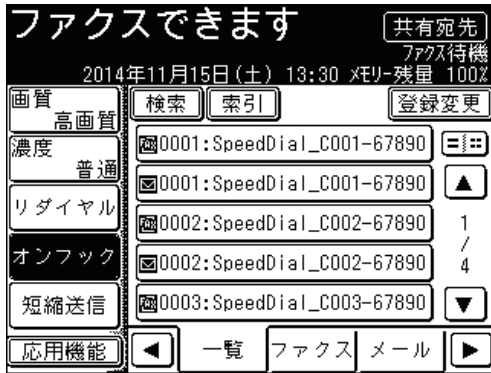 ファクスできます
共有宛先
ファクス待機
2014年11月15日(土) 13:30 メモリー残量 100%
画質
高画質
濃度
普通
リダイヤル
オンフック
短縮送信
応用機能
検索 索引 登録変更
0001:SpeedDial_C001-67890
0001:SpeedDial_C001-67890
0002:SpeedDial_C002-67890
0002:SpeedDial_C002-67890
0003:SpeedDial_C003-67890
1
/
4
一覧 ファクス メール